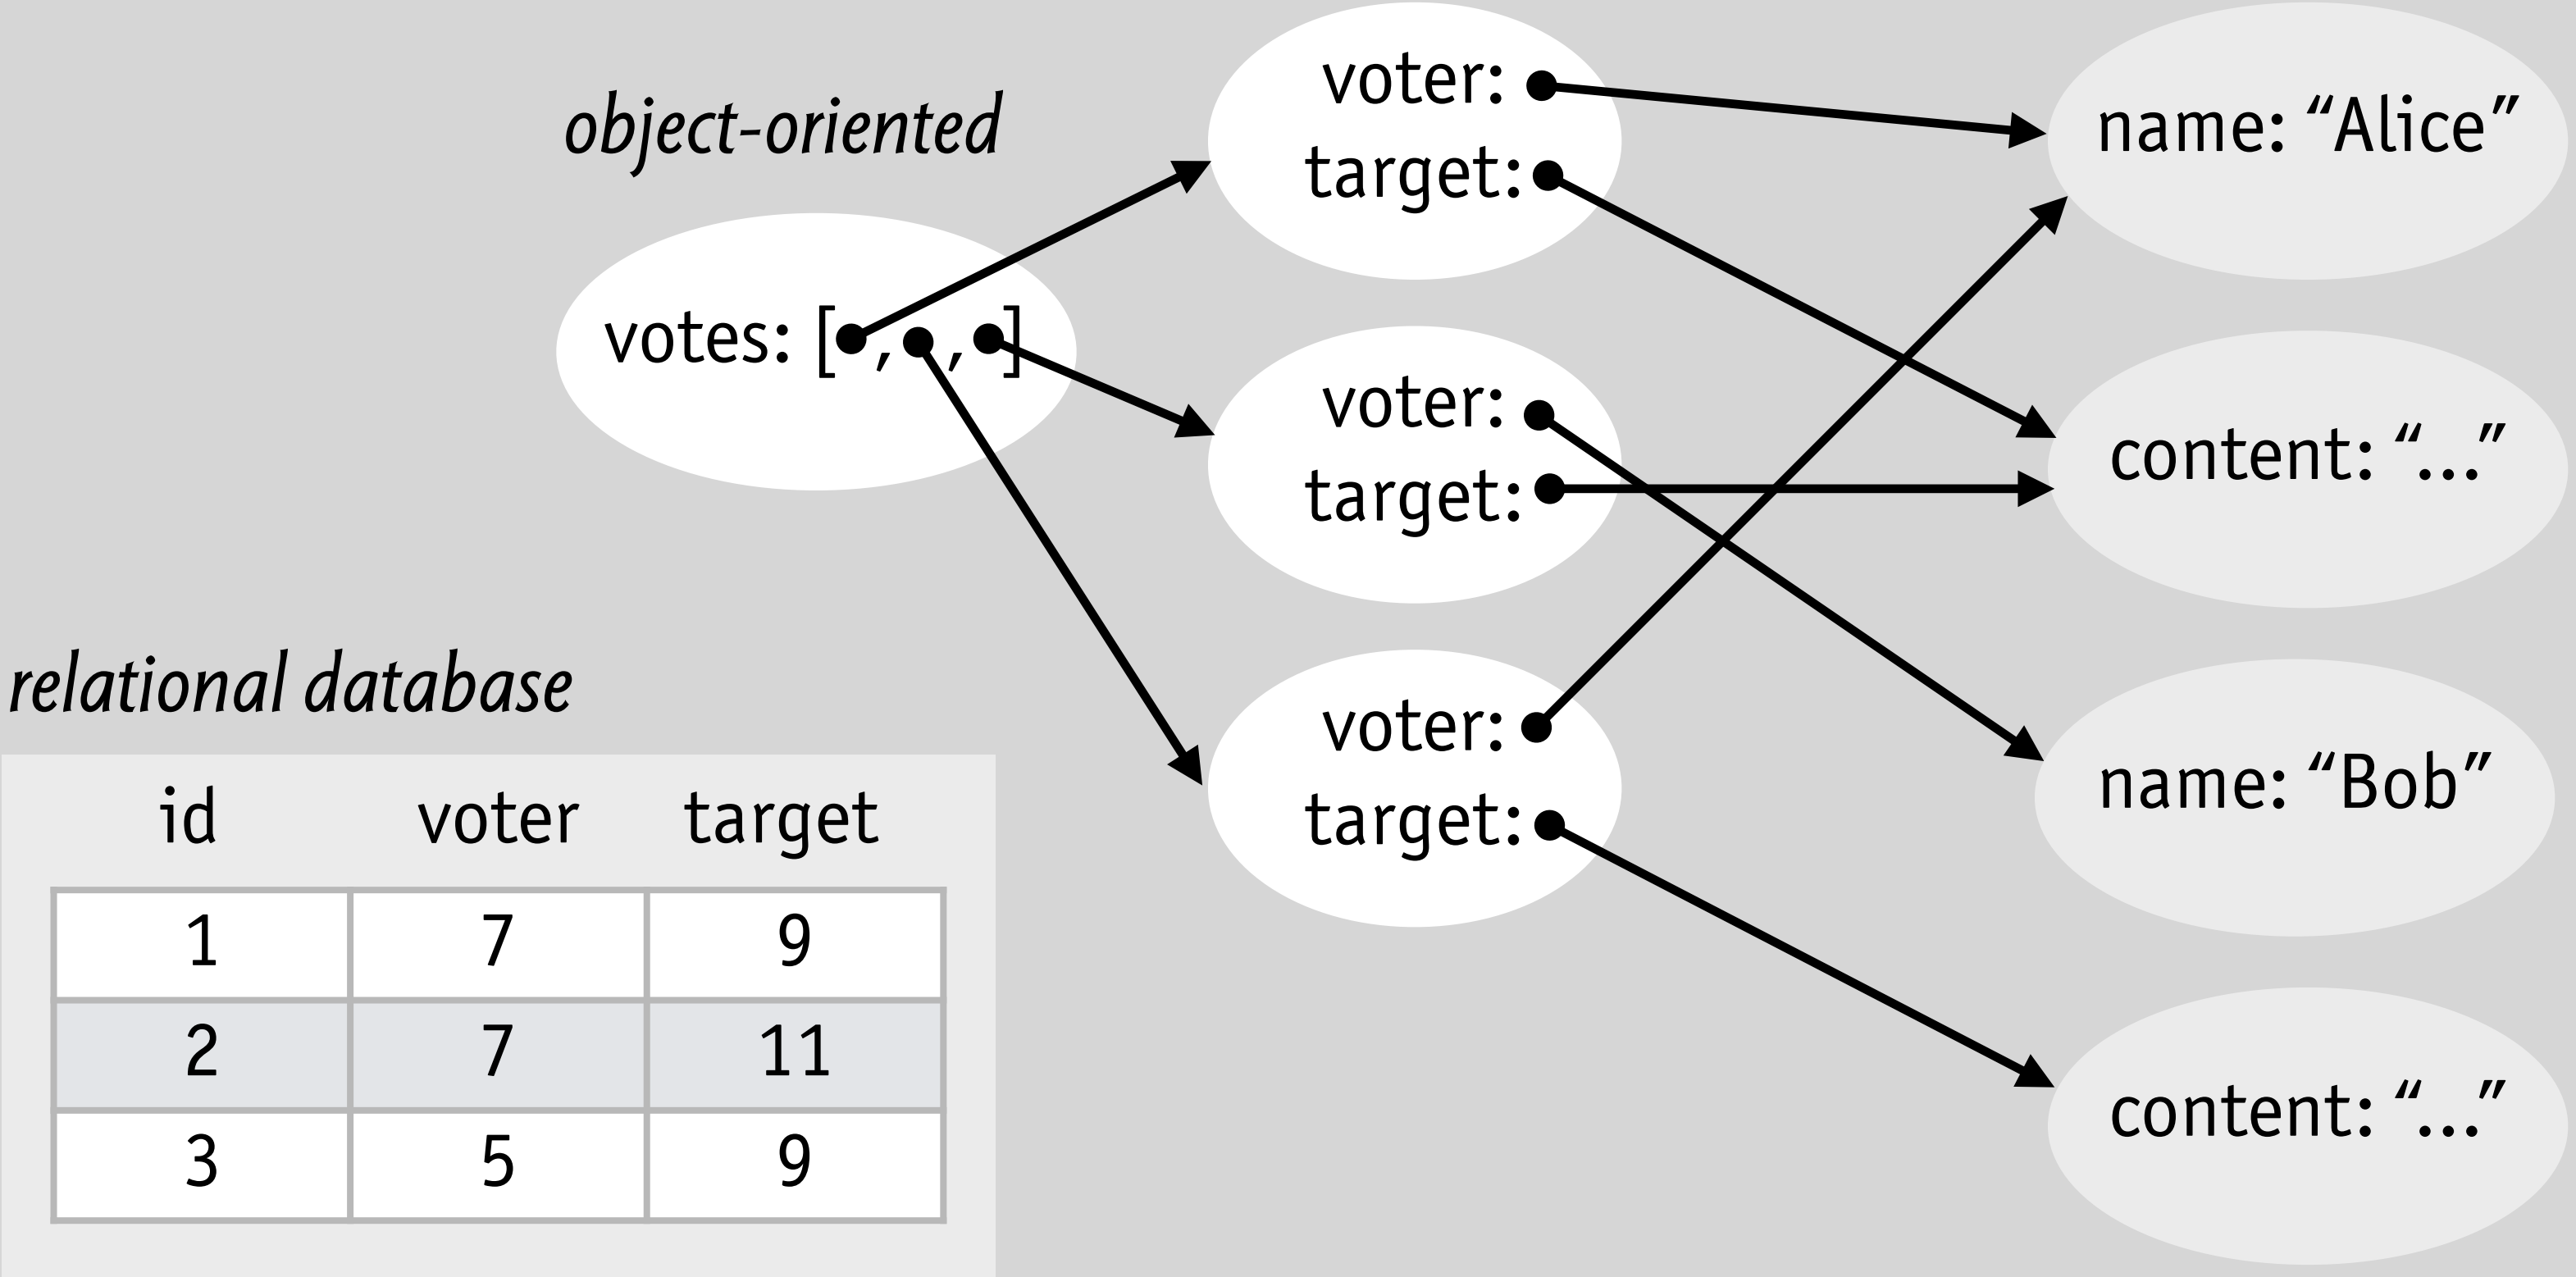 object-oriented
votes: [ , , ]
voter:
target:
voter:
target:
voter:
target:
name: “Alice”
content: “...”
name: “Bob”
content: “...”
relational database
id voter target
1 7 9
2 7 11
3 5 9